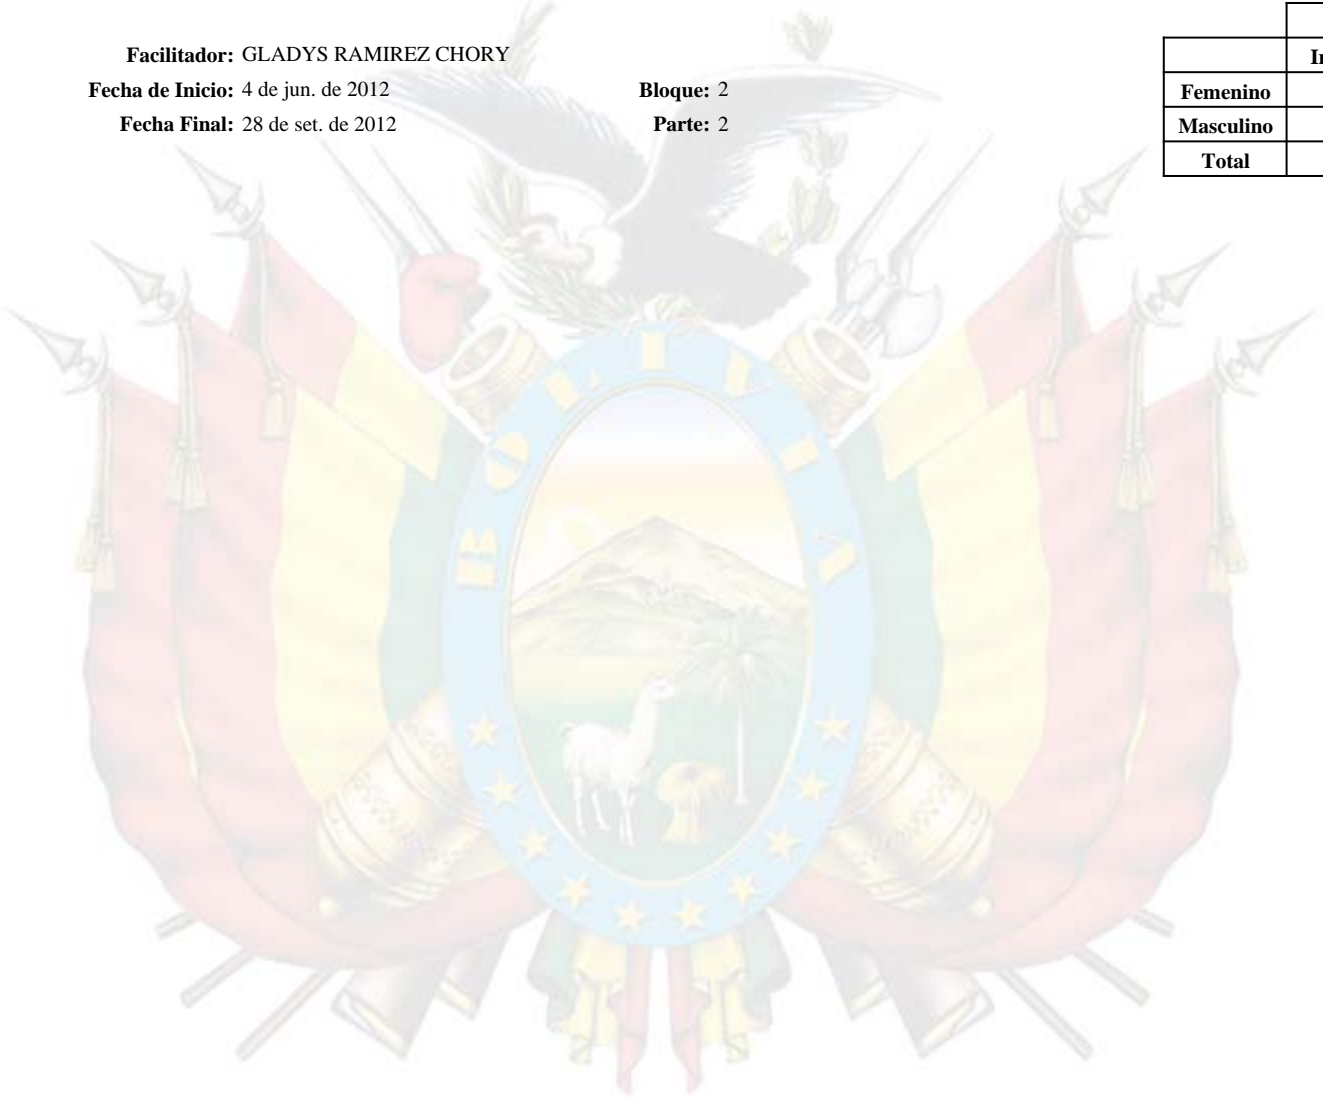 Facilitador: GLADYS RAMIREZ CHORY
Fecha de Inicio: 4 de jun. de 2012 Bloque: 2
Fecha Final: 28 de set. de 2012 Parte: 2
Femenino
Masculino
Total
BOLIVIA